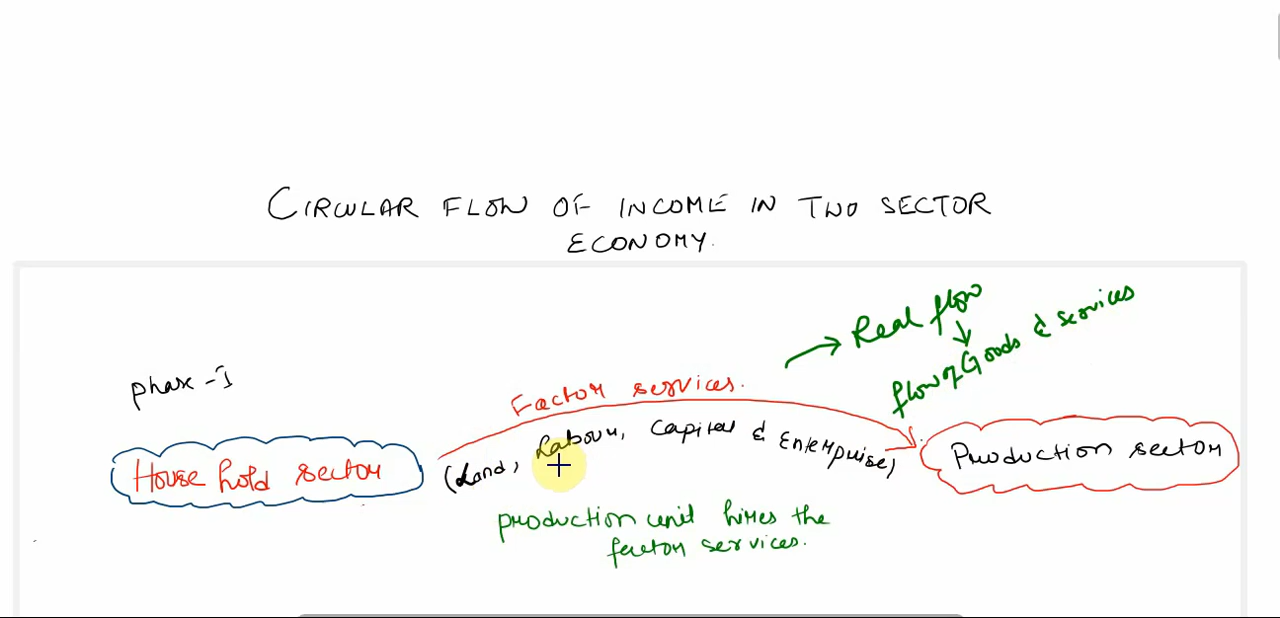 CIRCULAR FLOW OF INCOME IN TWO SECTOR
ECONOMY.
Real flow
flow of Goods & services
phase - I
Factor services.
(Land, Labour, Capital & Enterprise)
House hold sector
Production sector
production unit hires the
factor services.